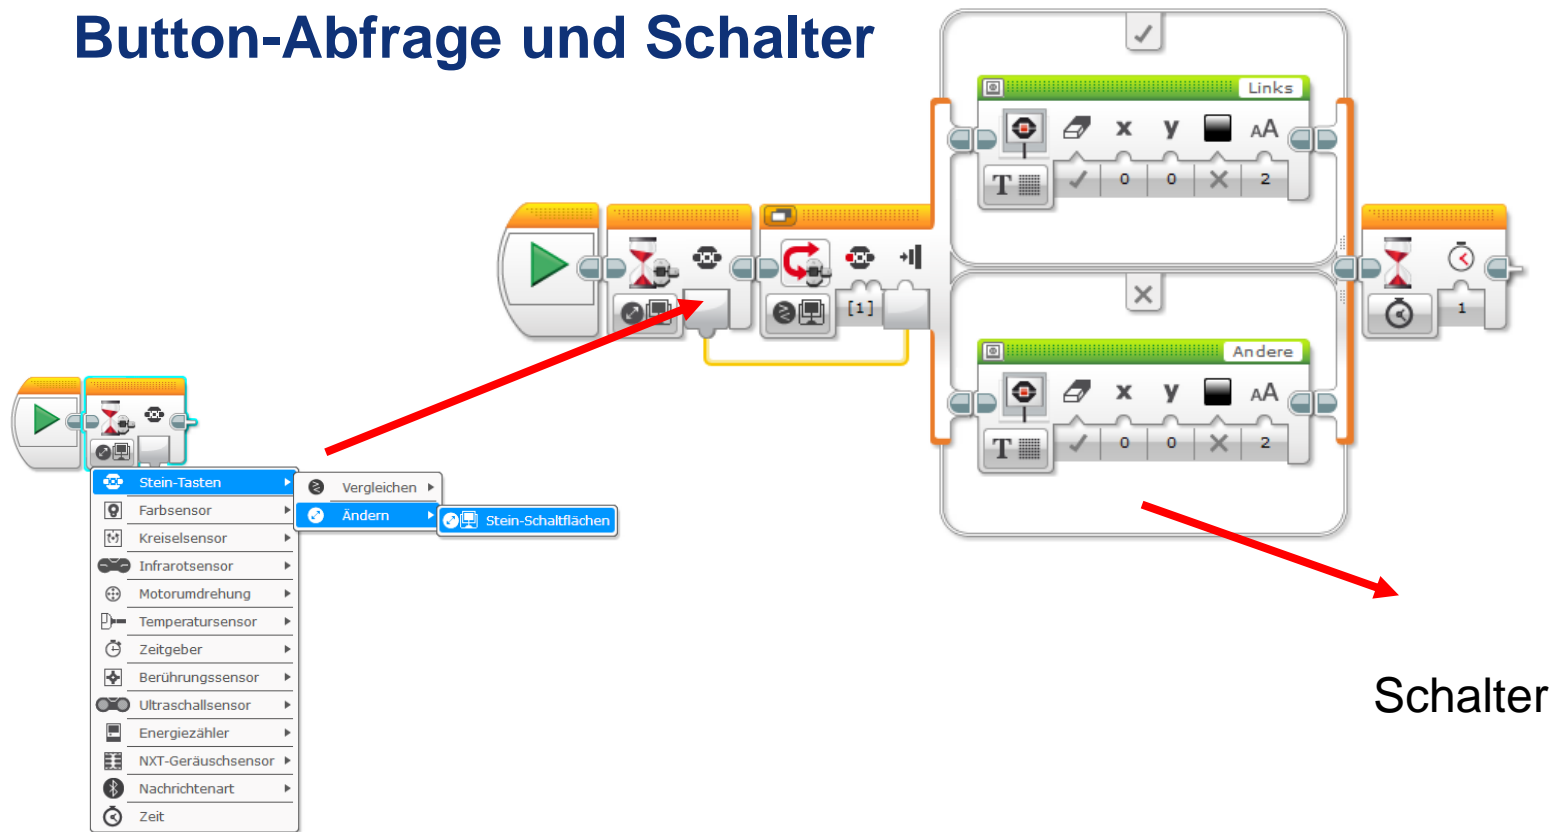 Button-Abfrage und Schalter
Links
x y AA
T 0 0 2
[1]
1
Andere
x y AA
T 0 0 2
Stein-Tasten
Farbsensor
Kreiselsensor
Infrarotsensor
Motorumdrehung
Temperatursensor
Zeitgeber
Berührungssensor
Ultraschallsensor
Energiezähler
NXT-Geräuschsensor
Nachrichtenart
Zeit
Vergleichen
Ändern
Stein-Schaltflächen
Schalter